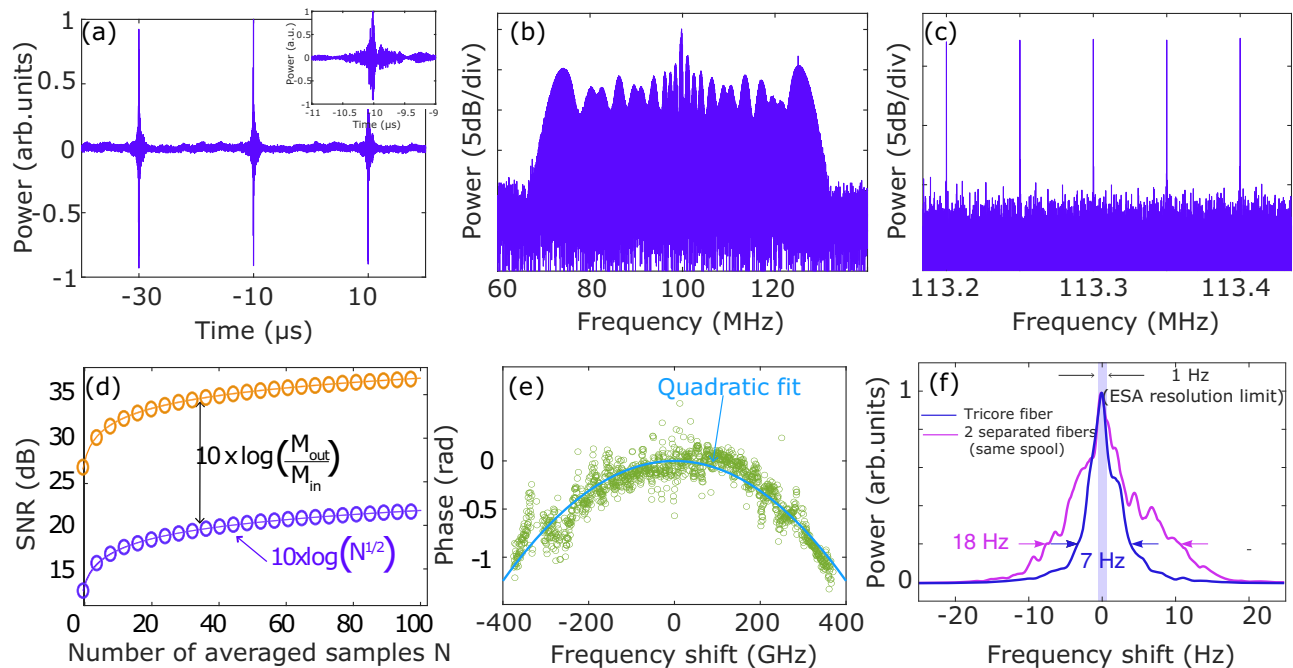 (a)
Power (arb.units)
1
0.5
0
-0.5
-1
-30
-10
10
Time (µs)
Power (a.u.)
1
0.5
0
-0.5
-1
-11
-10.5
-10
-9.5
-9
Time (µs)
(b)
Power (5dB/div)
60
80
100
120
Frequency (MHz)
(c)
Power (5dB/div)
113.2
113.3
113.4
Frequency (MHz)
(d)
SNR (dB)
35
30
25
20
15
10 x log(M_out/M_in)
10xlog(N^1/2)
0
20
40
60
80
100
Number of averaged samples N
(e)
Quadratic fit
Phase (rad)
0
-0.5
-1
-400
-200
0
200
400
Frequency shift (GHz)
(f)
1 Hz
(ESA resolution limit)
Tricore fiber
2 separated fibers
(same spool)
18 Hz
7 Hz
Power (arb.units)
1
0
-20
-10
0
10
20
Frequency shift (Hz)